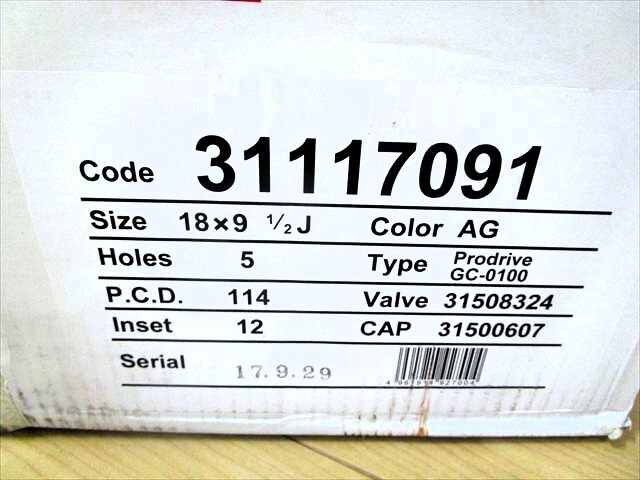 Code 31117091
Size 18×9 ½J Color AG
Holes 5 Type Prodrive GC-0100
P.C.D. 114 Valve 31508324
Inset 12 CAP 31500607
Serial 17.9.29